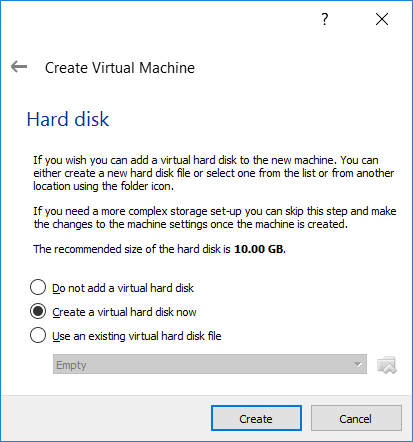 ?
Create Virtual Machine
Hard disk
If you wish you can add a virtual hard disk to the new machine. You can
either create a new hard disk file or select one from the list or from another
location using the folder icon.
If you need a more complex storage set-up you can skip this step and make
the changes to the machine settings once the machine is created.
The recommended size of the hard disk is 10.00 GB.
Do not add a virtual hard disk
Create a virtual hard disk now
Use an existing virtual hard disk file
Empty
Create Cancel